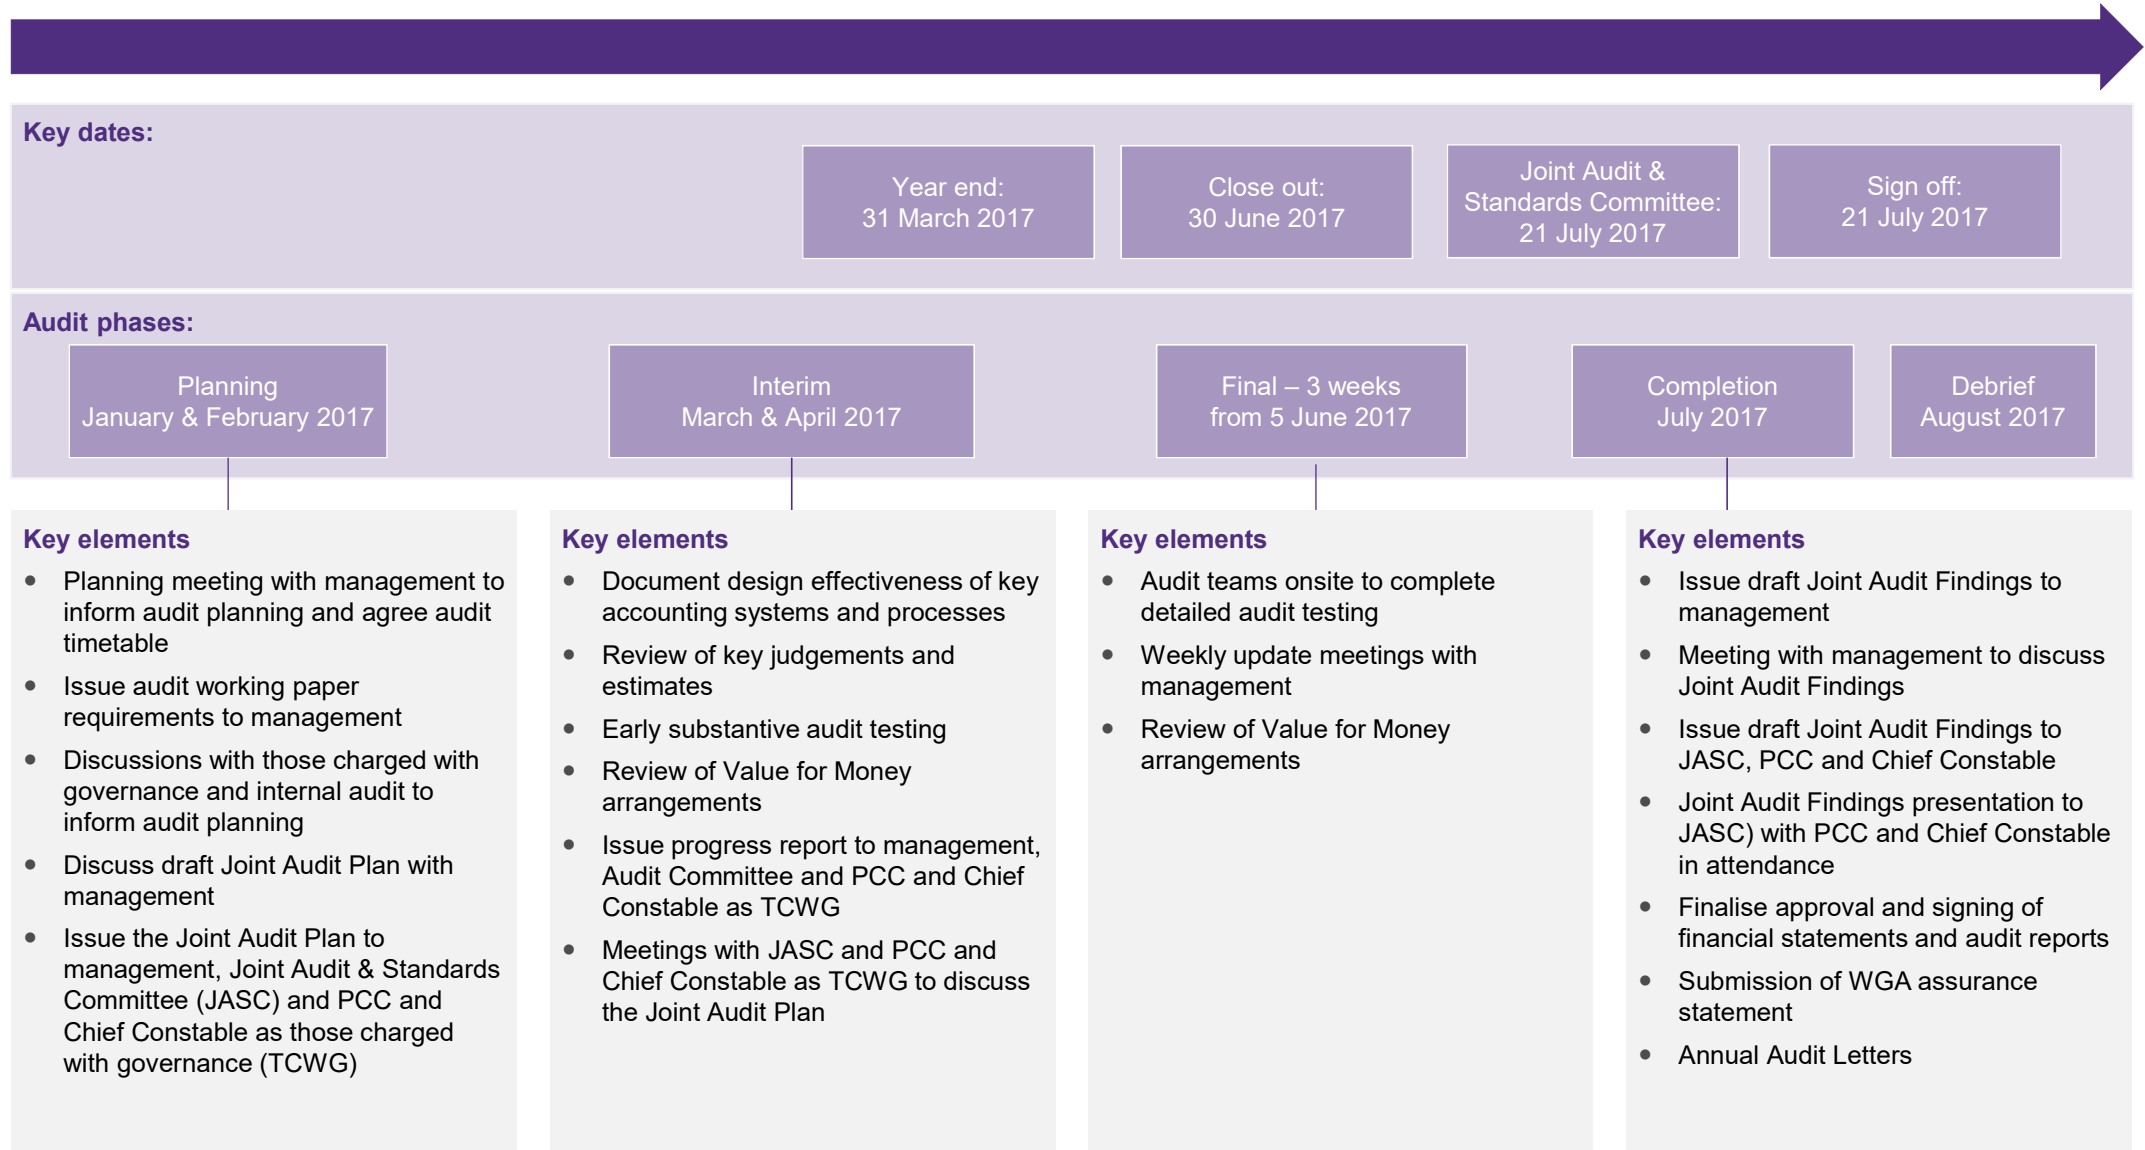 Key dates:
Year end:
31 March 2017
Close out:
30 June 2017
Joint Audit &
Standards Committee:
21 July 2017
Sign off:
21 July 2017
Audit phases:
Planning
January & February 2017
Interim
March & April 2017
Final – 3 weeks
from 5 June 2017
Completion
July 2017
Debrief
August 2017
Key elements
• Planning meeting with management to
inform audit planning and agree audit
timetable
• Issue audit working paper
requirements to management
• Discussions with those charged with
governance and internal audit to
inform audit planning
• Discuss draft Joint Audit Plan with
management
• Issue the Joint Audit Plan to
management, Joint Audit & Standards
Committee (JASC) and PCC and
Chief Constable as those charged
with governance (TCWG)
Key elements
• Document design effectiveness of key
accounting systems and processes
• Review of key judgements and
estimates
• Early substantive audit testing
• Review of Value for Money
arrangements
• Issue progress report to management,
Audit Committee and PCC and Chief
Constable as TCWG
• Meetings with JASC and PCC and
Chief Constable as TCWG to discuss
the Joint Audit Plan
Key elements
• Audit teams onsite to complete
detailed audit testing
• Weekly update meetings with
management
• Review of Value for Money
arrangements
Key elements
• Issue draft Joint Audit Findings to
management
• Meeting with management to discuss
Joint Audit Findings
• Issue draft Joint Audit Findings to
JASC, PCC and Chief Constable
• Joint Audit Findings presentation to
JASC) with PCC and Chief Constable
in attendance
• Finalise approval and signing of
financial statements and audit reports
• Submission of WGA assurance
statement
• Annual Audit Letters